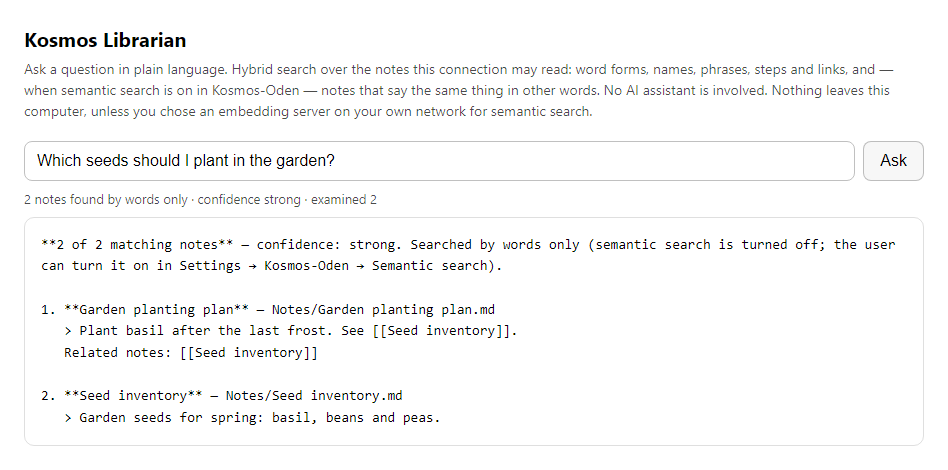 Kosmos Librarian
Ask a question in plain language. Hybrid search over the notes this connection may read: word forms, names, phrases, steps and links, and —
when semantic search is on in Kosmos-Oden — notes that say the same thing in other words. No AI assistant is involved. Nothing leaves this
computer, unless you chose an embedding server on your own network for semantic search.
Which seeds should I plant in the garden?
Ask
2 notes found by words only · confidence strong · examined 2
**2 of 2 matching notes** — confidence: strong. Searched by words only (semantic search is turned off; the user
can turn it on in Settings → Kosmos-Oden → Semantic search).
1. **Garden planting plan** — Notes/Garden planting plan.md
> Plant basil after the last frost. See [[Seed inventory]].
Related notes: [[Seed inventory]]
2. **Seed inventory** — Notes/Seed inventory.md
> Garden seeds for spring: basil, beans and peas.